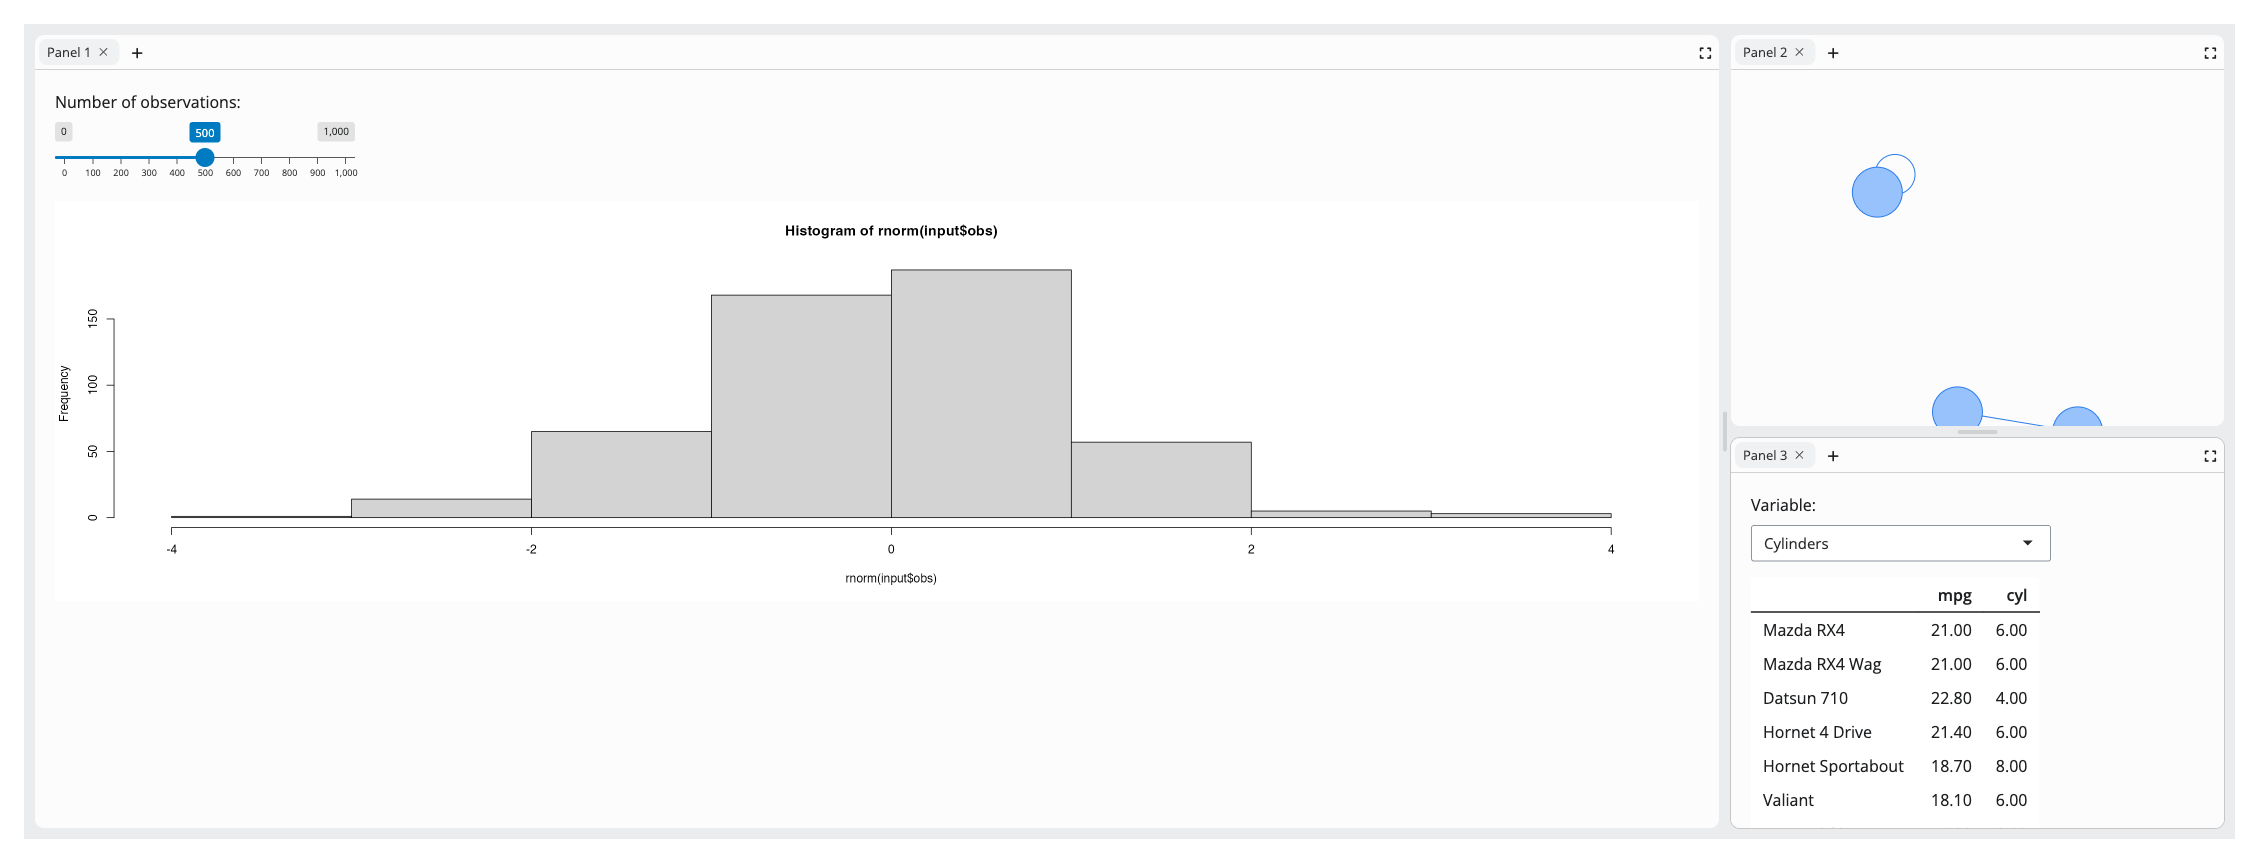 Panel 1
Number of observations:
0 500 1,000
0 100 200 300 400 500 600 700 800 900 1,000
Histogram of rnorm(input$obs)
Frequency
150
100
50
0
-4 -2 0 2 4
rnorm(input$obs)
Panel 2
Panel 3
Variable:
Cylinders
mpg cyl
Mazda RX4 21.00 6.00
Mazda RX4 Wag 21.00 6.00
Datsun 710 22.80 4.00
Hornet 4 Drive 21.40 6.00
Hornet Sportabout 18.70 8.00
Valiant 18.10 6.00